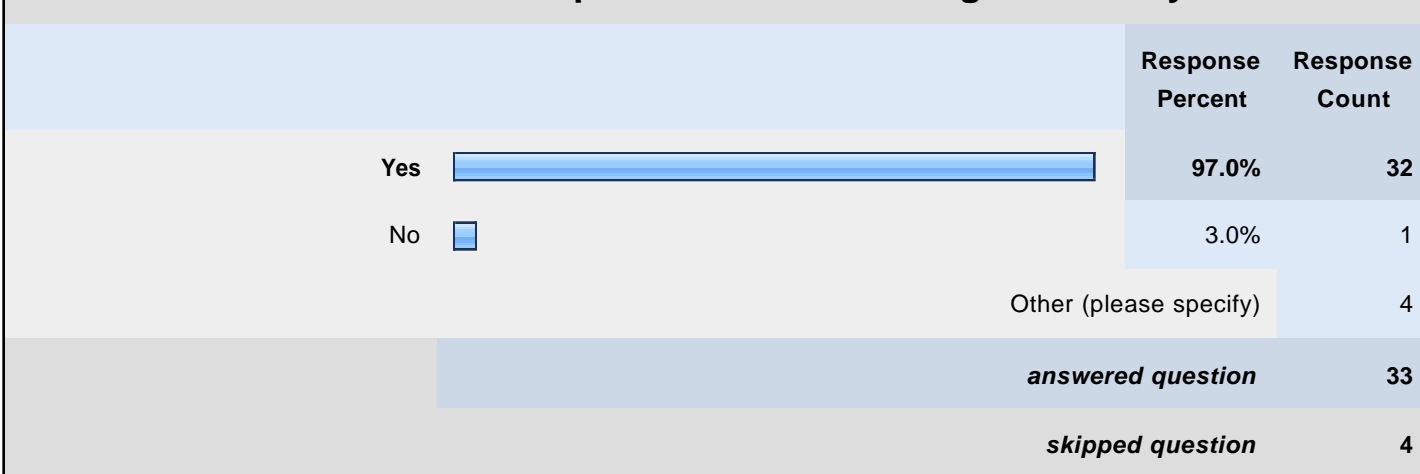 Response Response
Percent Count
Yes 97.0% 32
No 3.0% 1
Other (please specify) 4
answered question 33
skipped question 4